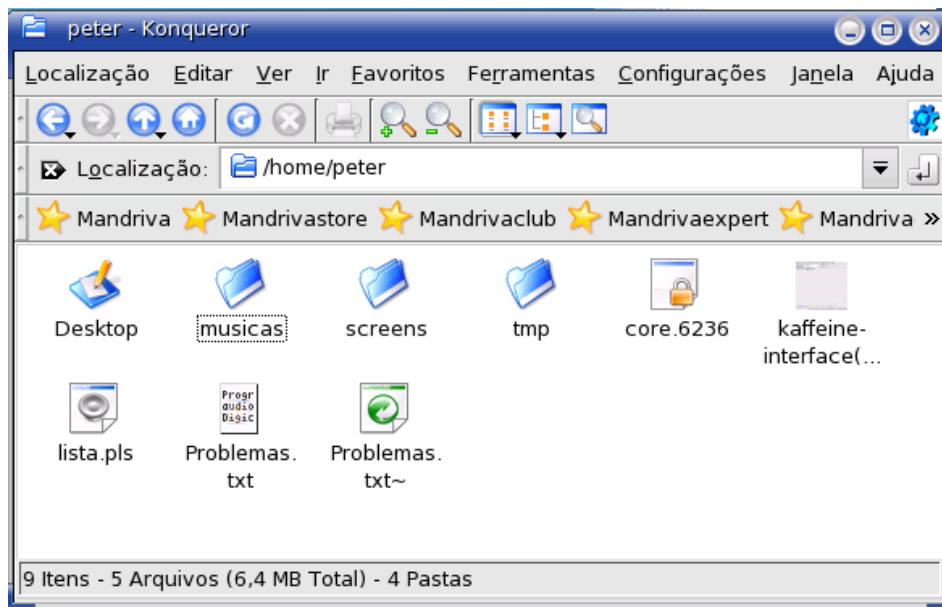 peter - Konqueror
Localização Editar Ver Ir Favoritos Ferramentas Configurações Janela Ajuda
Localização: /home/peter
Mandriva Mandrivastore Mandrivaclub Mandrivaexpert Mandriva »
Desktop musicas screens tmp core.6236 kaffeine-
interface(...
Progr
audio
Digic
lista.pls Problemas. Problemas.
txt txt~
9 Itens - 5 Arquivos (6,4 MB Total) - 4 Pastas